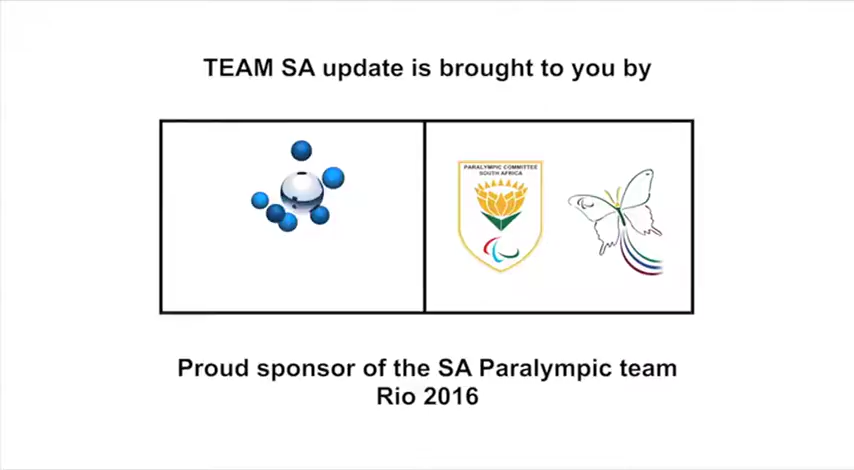 TEAM SA update is brought to you by
PARALYMPIC COMMITTEE
SOUTH AFRICA
Proud sponsor of the SA Paralympic team
Rio 2016